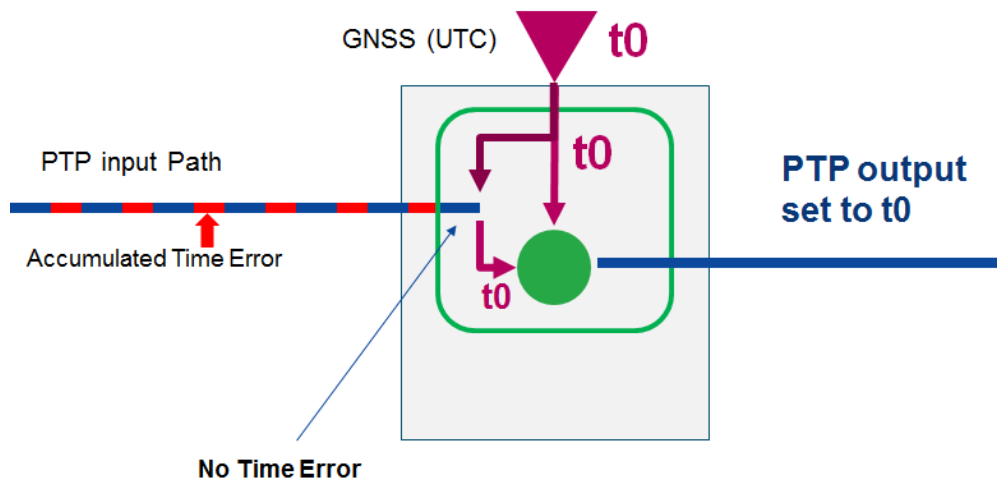 GNSS (UTC)
t0
t0
PTP input Path
PTP output
set to t0
Accumulated Time Error
t0
No Time Error